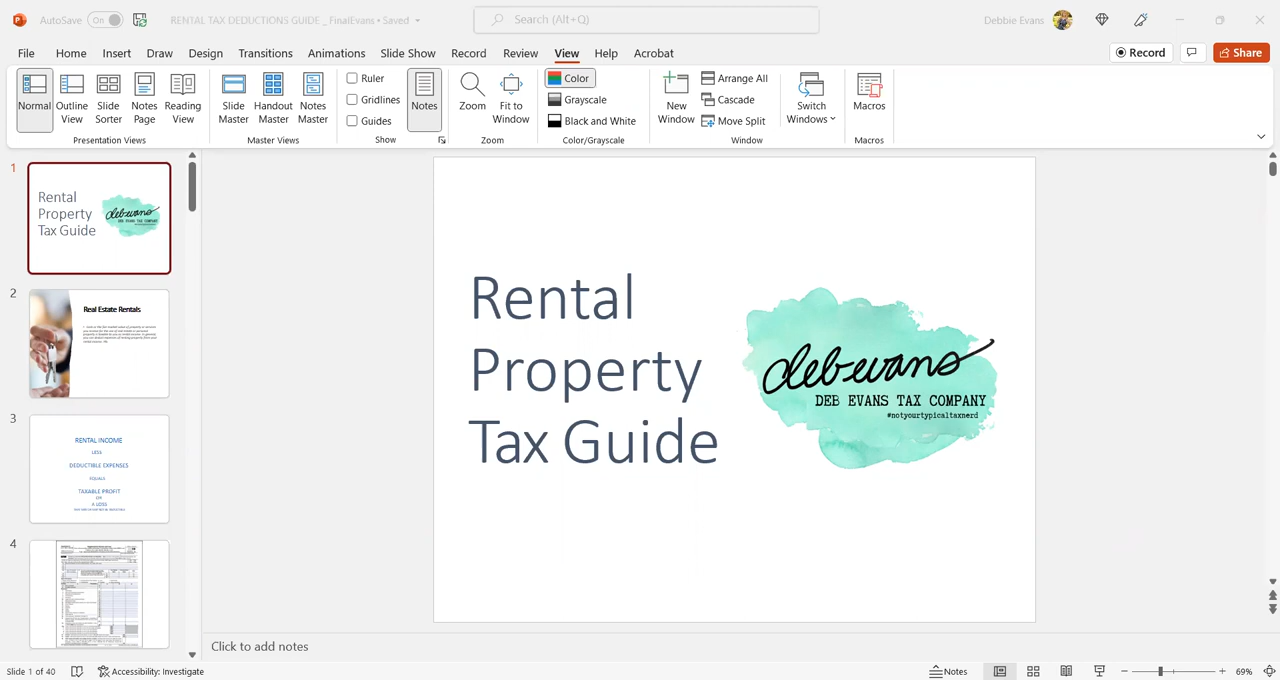 AutoSave On RENTAL TAX DEDUCTIONS GUIDE _ FinalEvans • Saved Search (Alt+Q) Debbie Evans
File Home Insert Draw Design Transitions Animations Slide Show Record Review View Help Acrobat Record Share
Normal Outline View Slide Sorter Notes Page Reading View
Presentation Views
Slide Master Handout Master Notes Master
Master Views
Ruler
Gridlines
Guides
Notes
Show
Zoom Fit to Window
Zoom
Color
Grayscale
Black and White
Color/Grayscale
New Window
Arrange All
Cascade
Move Split
Switch Windows
Window
Macros
Macros
1
Rental
Property
Tax Guide
debevans
DEB EVANS TAX COMPANY
2
Real Estate Rentals
3
RENTAL INCOME
LESS
DEDUCTIBLE EXPENSES
EQUALS
TAXABLE PROFIT
OR
A LOSS
4
Rental
Property
Tax Guide
debevans
DEB EVANS TAX COMPANY
#notyourtypicaltaxnerd
Click to add notes
Slide 1 of 40 Accessibility: Investigate Notes 69%